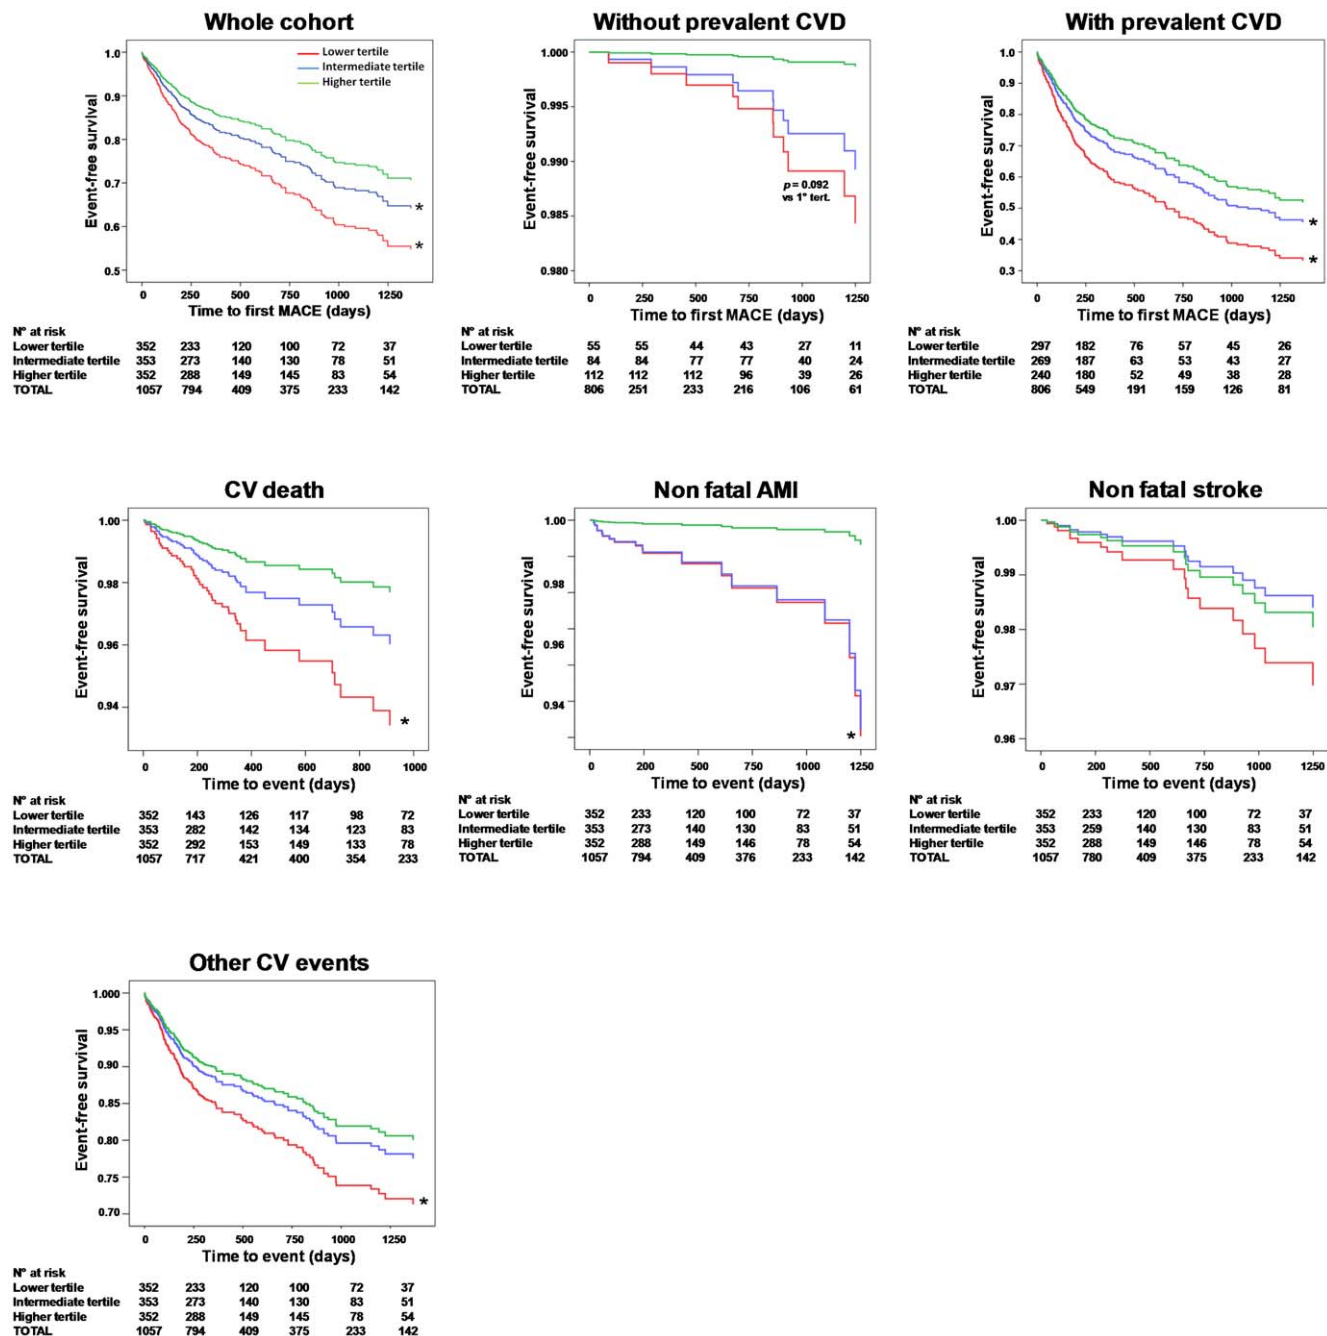 Whole cohort
Event-free survival
1.0
0.9
0.8
0.7
0.6
0.5
Lower tertile
Intermediate tertile
Higher tertile
*
*
0 250 500 750 1000 1250
Time to first MACE (days)
N° at risk
Lower tertile 352 233 120 100 72 37
Intermediate tertile 353 273 140 130 78 51
Higher tertile 352 288 149 145 83 54
TOTAL 1057 794 409 375 233 142
Without prevalent CVD
Event-free survival
1.000
0.995
0.990
0.985
0.980
p = 0.092
vs 1° tert.
0 250 500 750 1000 1250
Time to first MACE (days)
N° at risk
Lower tertile 55 55 44 43 27 11
Intermediate tertile 84 84 77 77 40 24
Higher tertile 112 112 112 96 39 26
TOTAL 806 251 233 216 106 61
With prevalent CVD
Event-free survival
1.0
0.9
0.8
0.7
0.6
0.5
0.4
0.3
*
*
0 250 500 750 1000 1250
Time to first MACE (days)
N° at risk
Lower tertile 297 182 76 57 45 26
Intermediate tertile 269 187 63 53 43 27
Higher tertile 240 180 52 49 38 28
TOTAL 806 549 191 159 126 81
CV death
Event-free survival
1.00
0.98
0.96
0.94
*
0 200 400 600 800 1000
Time to event (days)
N° at risk
Lower tertile 352 143 126 117 98 72
Intermediate tertile 353 282 142 134 123 83
Higher tertile 352 292 153 149 133 78
TOTAL 1057 717 421 400 354 233
Non fatal AMI
Event-free survival
1.00
0.98
0.96
0.94
*
0 250 500 750 1000 1250
Time to event (days)
N° at risk
Lower tertile 352 233 120 100 72 37
Intermediate tertile 353 273 140 130 83 51
Higher tertile 352 288 149 146 78 54
TOTAL 1057 794 409 376 233 142
Non fatal stroke
Event-free survival
1.00
0.99
0.98
0.97
0.96
0 250 500 750 1000 1250
Time to event (days)
N° at risk
Lower tertile 352 233 120 100 72 37
Intermediate tertile 353 259 140 130 83 51
Higher tertile 352 288 149 146 78 54
TOTAL 1057 780 409 375 233 142
Other CV events
Event-free survival
1.000
0.95
0.90
0.85
0.80
0.75
0.70
*
0 250 500 750 1000 1250
Time to event (days)
N° at risk
Lower tertile 352 233 120 100 72 37
Intermediate tertile 353 273 140 130 83 51
Higher tertile 352 288 149 145 78 54
TOTAL 1057 794 409 375 233 142